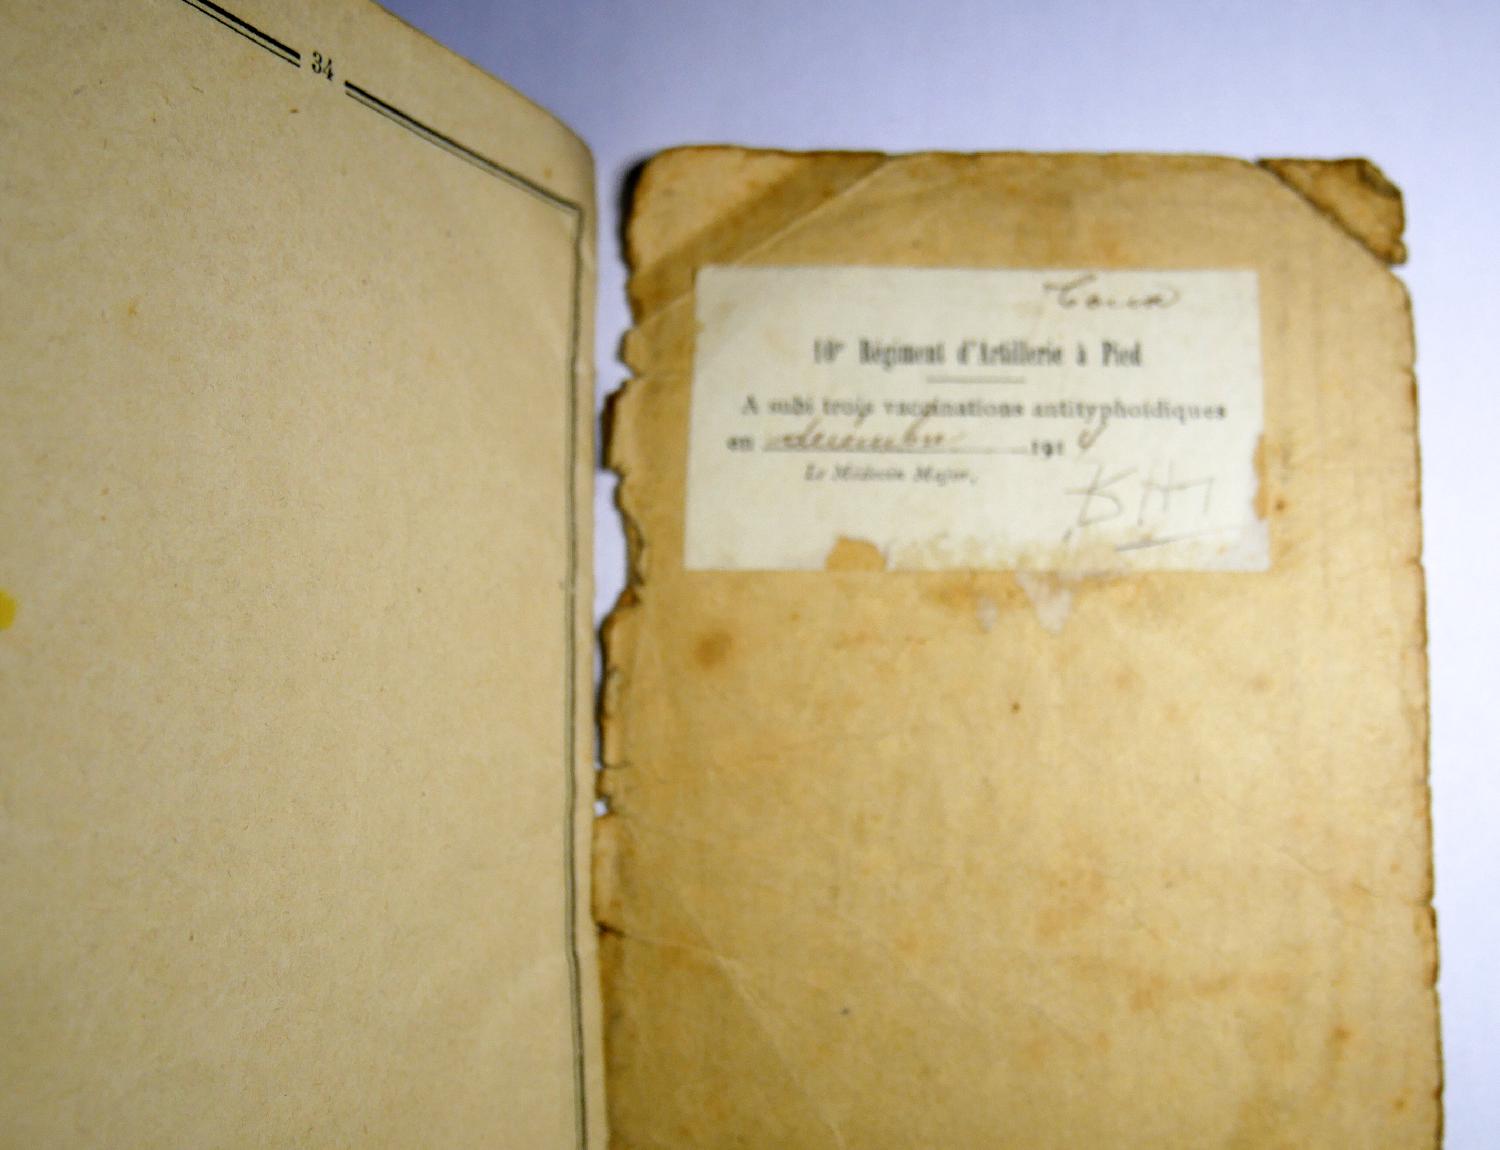 34
10e Régiment d'Artillerie à Pied
A subi trois vaccinations antityphoïdiques
en décembre 191
Le Médecin Major,